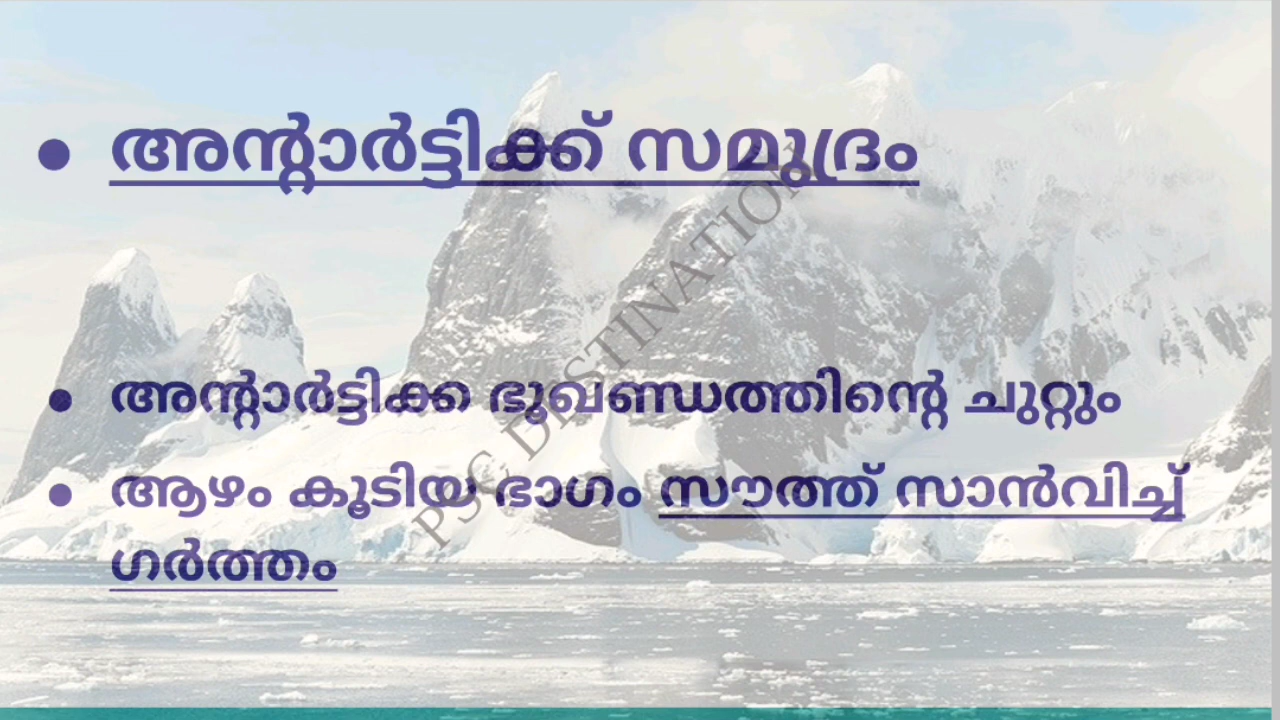 • അന്റാർട്ടിക്ക് സമുദ്രം
• അന്റാർട്ടിക്ക ഭൂഖണ്ഡത്തിന്റെ ചുറ്റും
• ആഴം കൂടിയ ഭാഗം സൗത്ത് സാൻവിച്ച്
ഗർത്തം
PSC DESTINATION